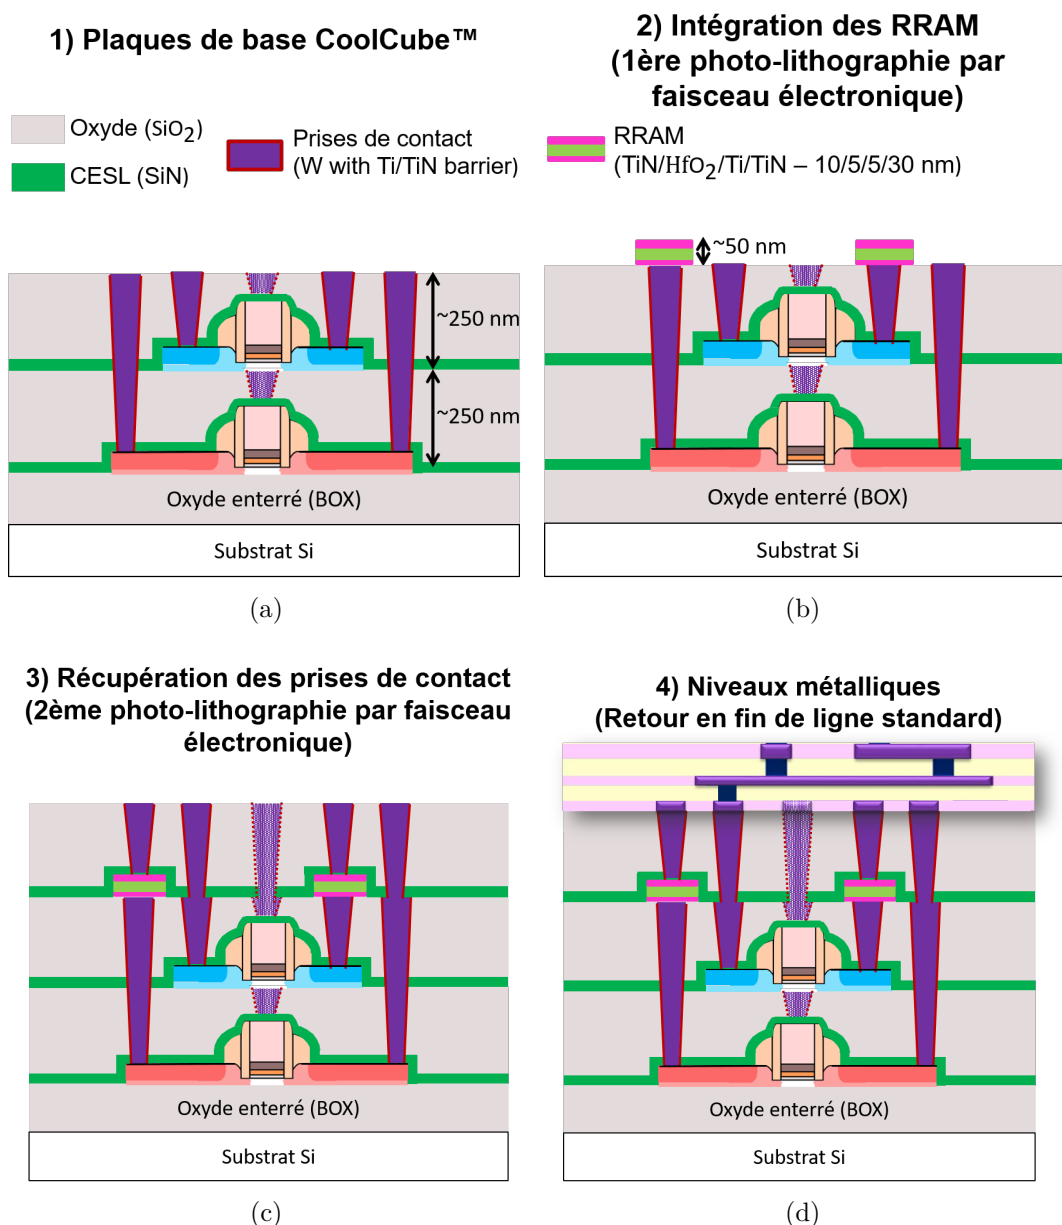 1) Plaques de base CoolCube™
2) Intégration des RRAM
(1ère photo-lithographie par
faisceau électronique)
Oxyde (SiO2)
CESL (SiN)
Prises de contact
(W with Ti/TiN barrier)
RRAM
(TiN/HfO2/Ti/TiN – 10/5/5/30 nm)
~250 nm
~250 nm
Oxyde enterré (BOX)
Substrat Si
(a)
~50 nm
Oxyde enterré (BOX)
Substrat Si
(b)
3) Récupération des prises de contact
(2ème photo-lithographie par faisceau
électronique)
Oxyde enterré (BOX)
Substrat Si
(c)
4) Niveaux métalliques
(Retour en fin de ligne standard)
Oxyde enterré (BOX)
Substrat Si
(d)